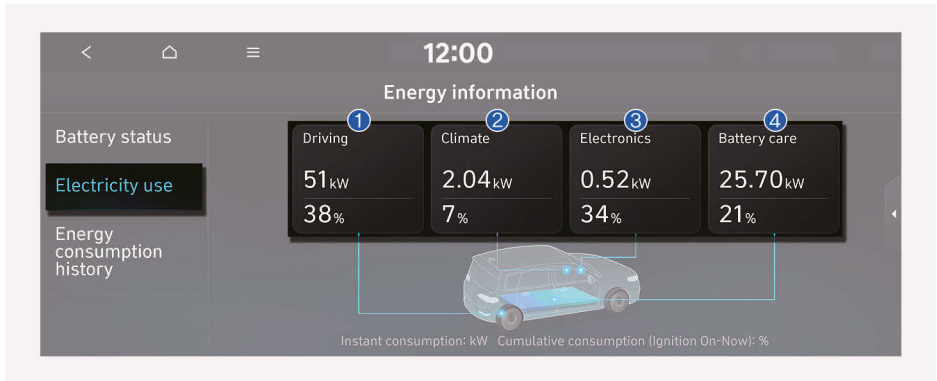 12:00
Energy information
Battery status
Electricity use
Energy
consumption
history
1
Driving
51kW
38%
2
Climate
2.04kW
7%
3
Electronics
0.52kW
34%
4
Battery care
25.70kW
21%
Instant consumption: kW Cumulative consumption (Ignition On-Now): %